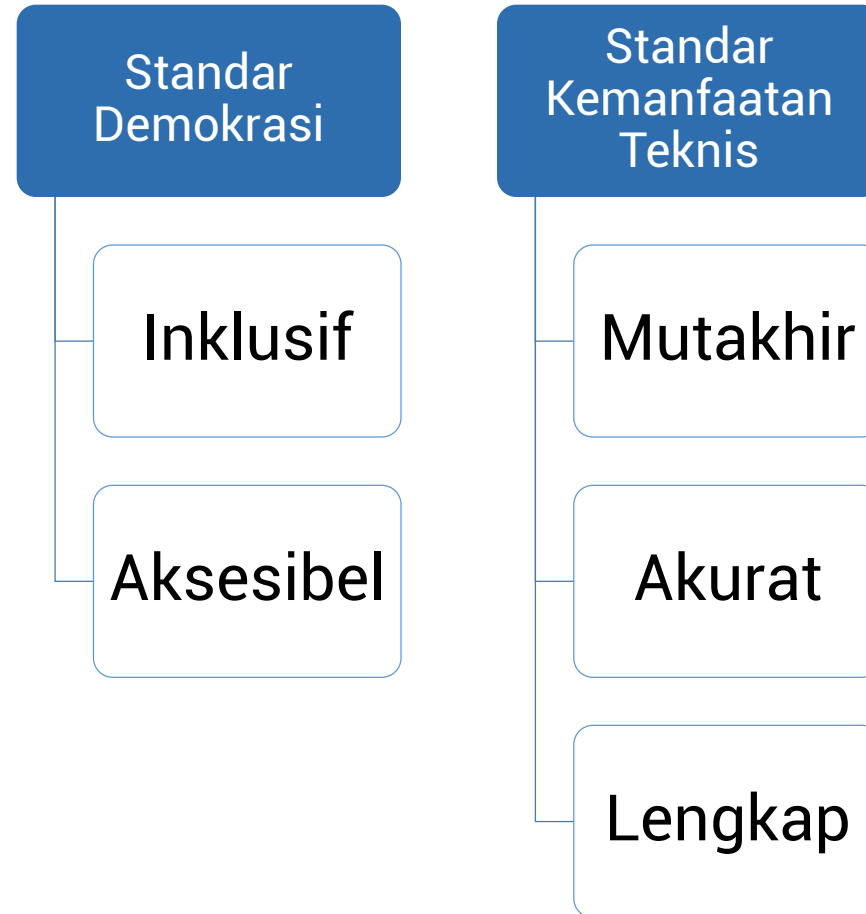 Standar
Demokrasi
Inklusif
Aksesibel
Standar
Kemanfaatan
Teknis
Mutakhir
Akurat
Lengkap